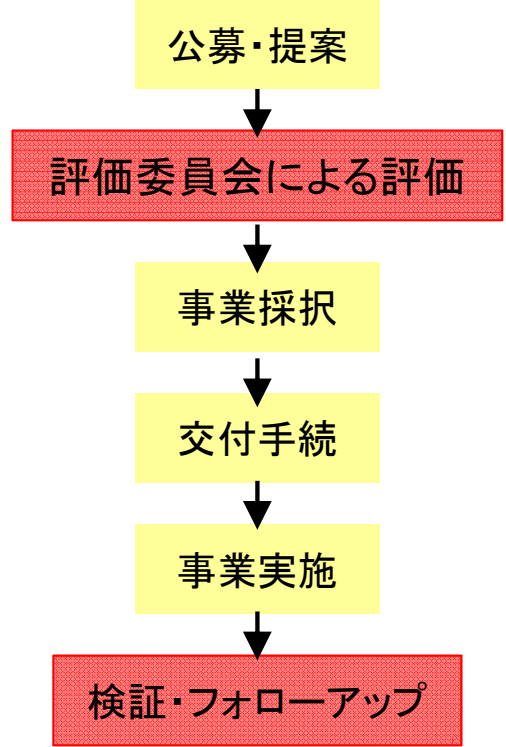 公募・提案
評価委員会による評価
事業採択
交付手続
事業実施
検証・フォローアップ